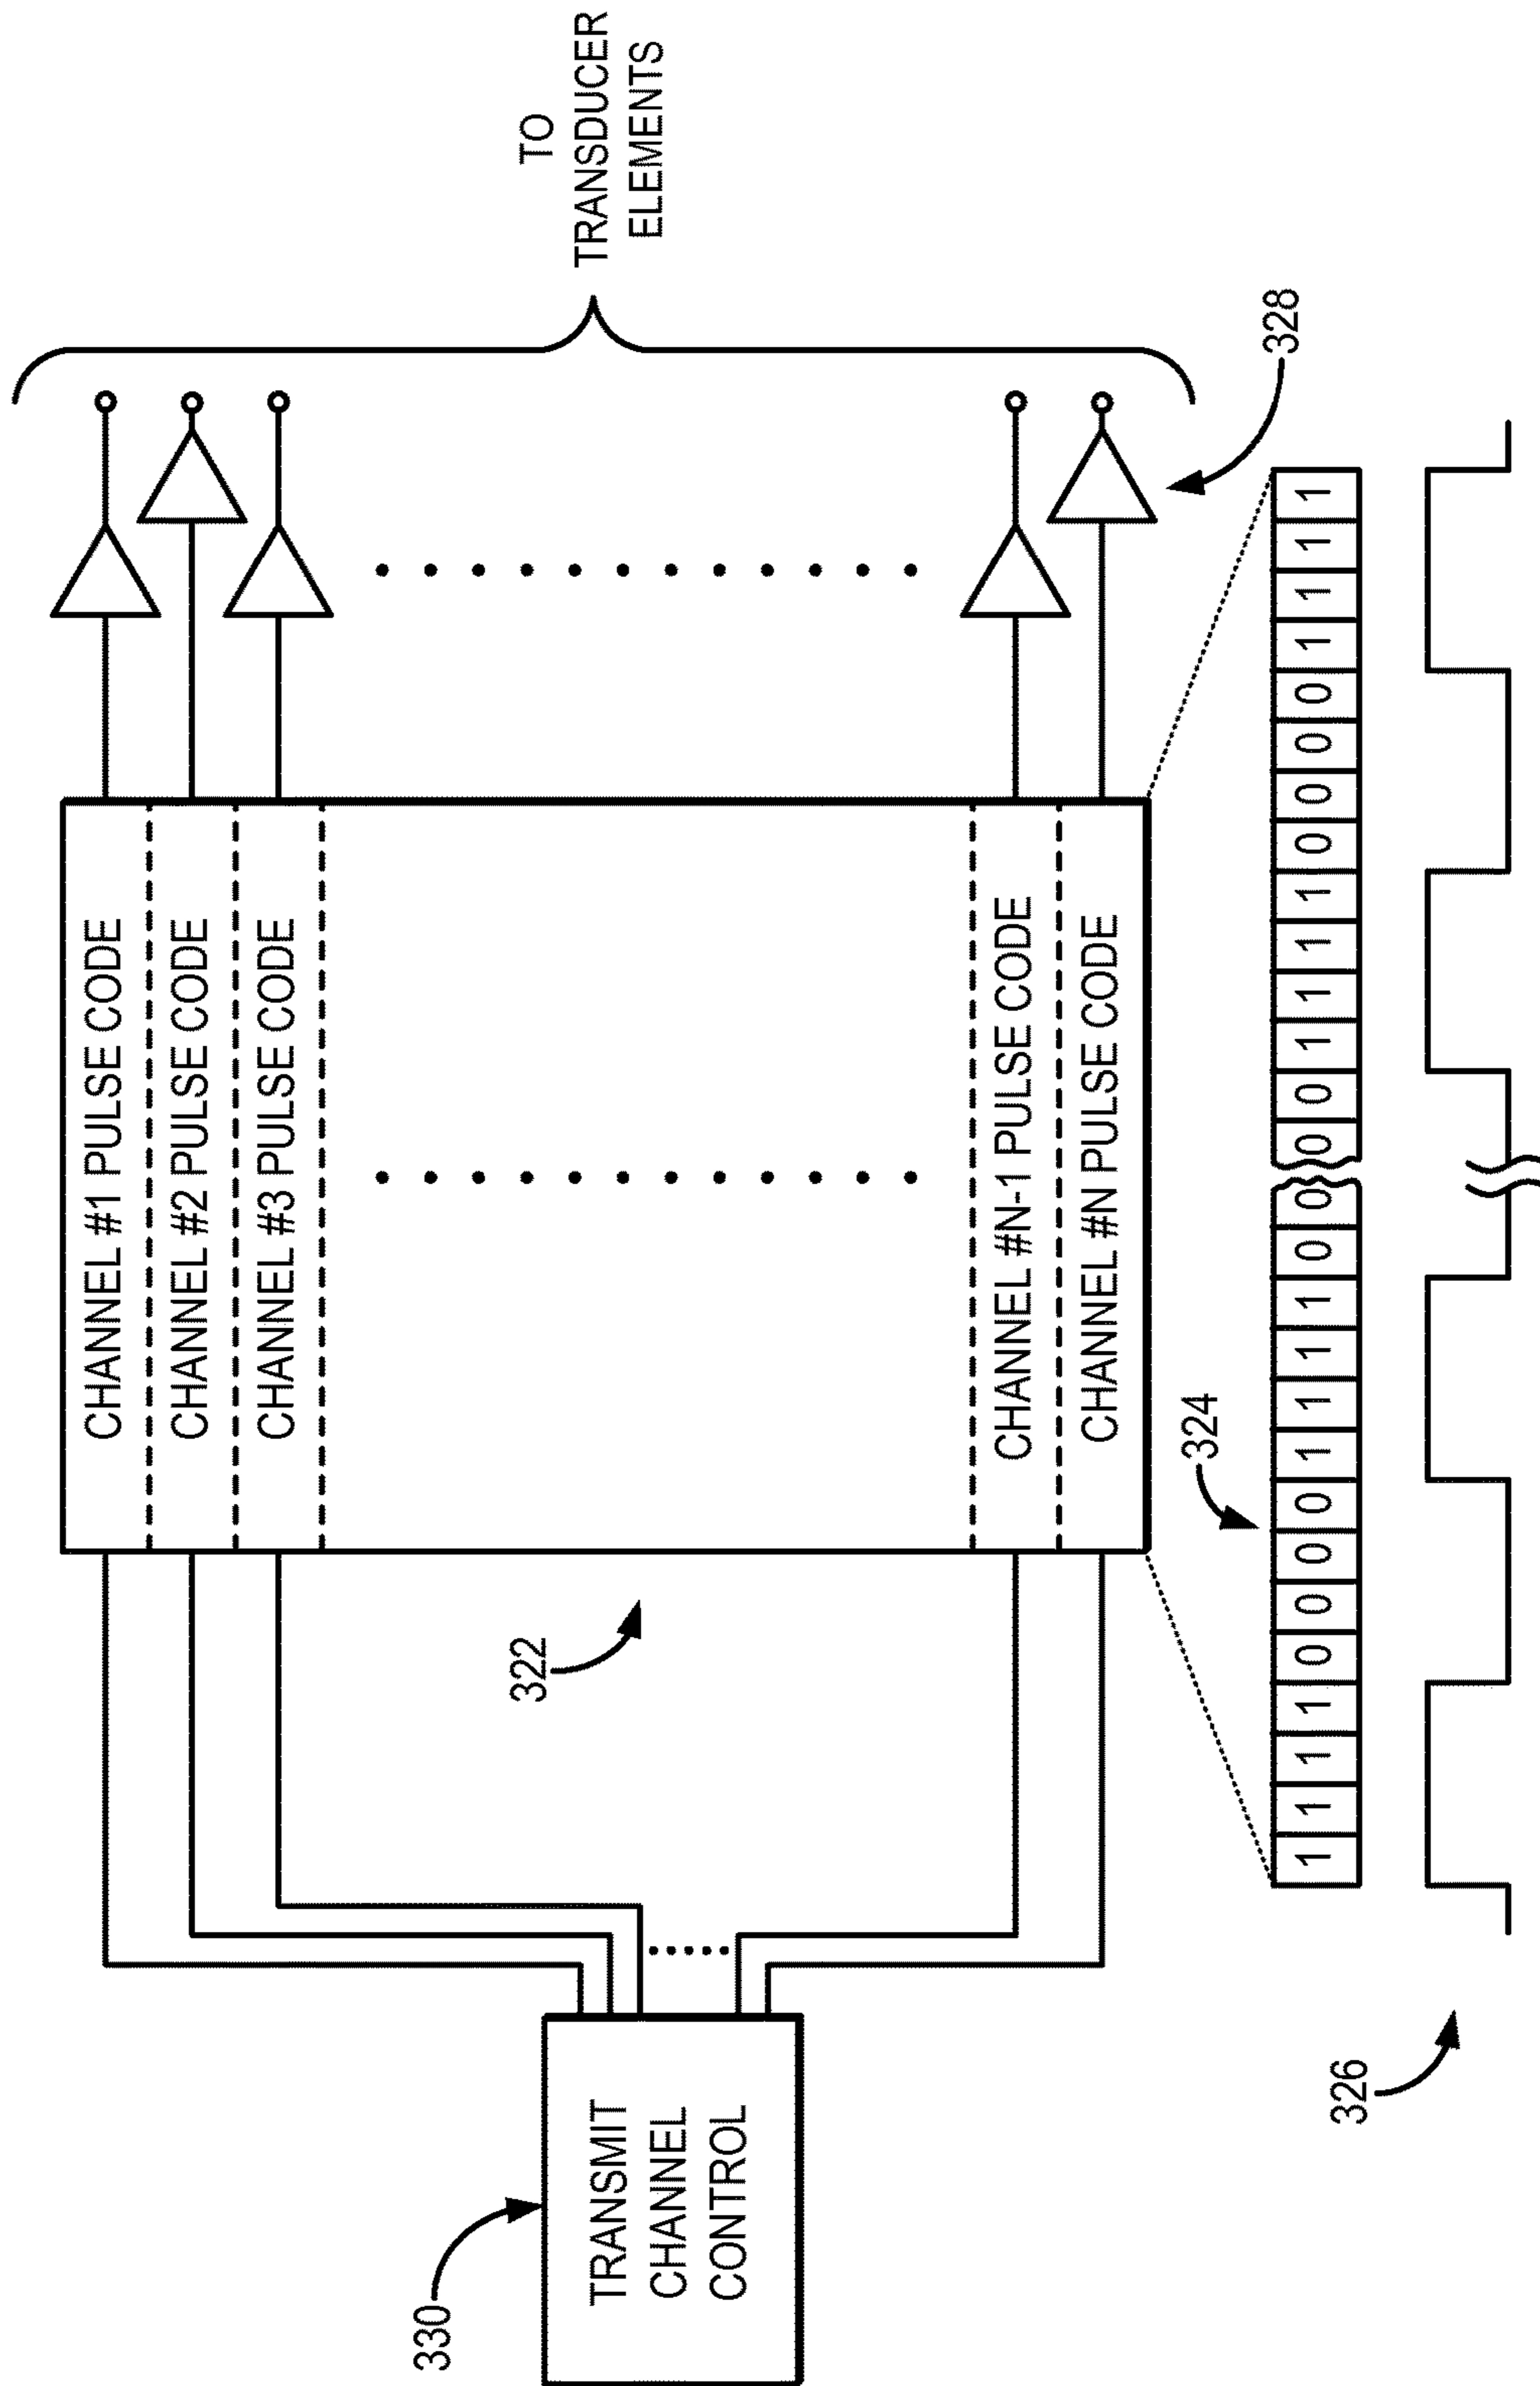 CHANNEL #1 PULSE CODE
CHANNEL #2 PULSE CODE
CHANNEL #3 PULSE CODE
CHANNEL #N-1 PULSE CODE
CHANNEL #N PULSE CODE
330
TRANSMIT
CHANNEL
CONTROL
322
TO
TRANSDUCER
ELEMENTS
324
328
1 1 1 1 0 0 0 0 1 1 1 1 0 0 0 0 1 1 1 1 0 0 0 0 1 1 1 1
326